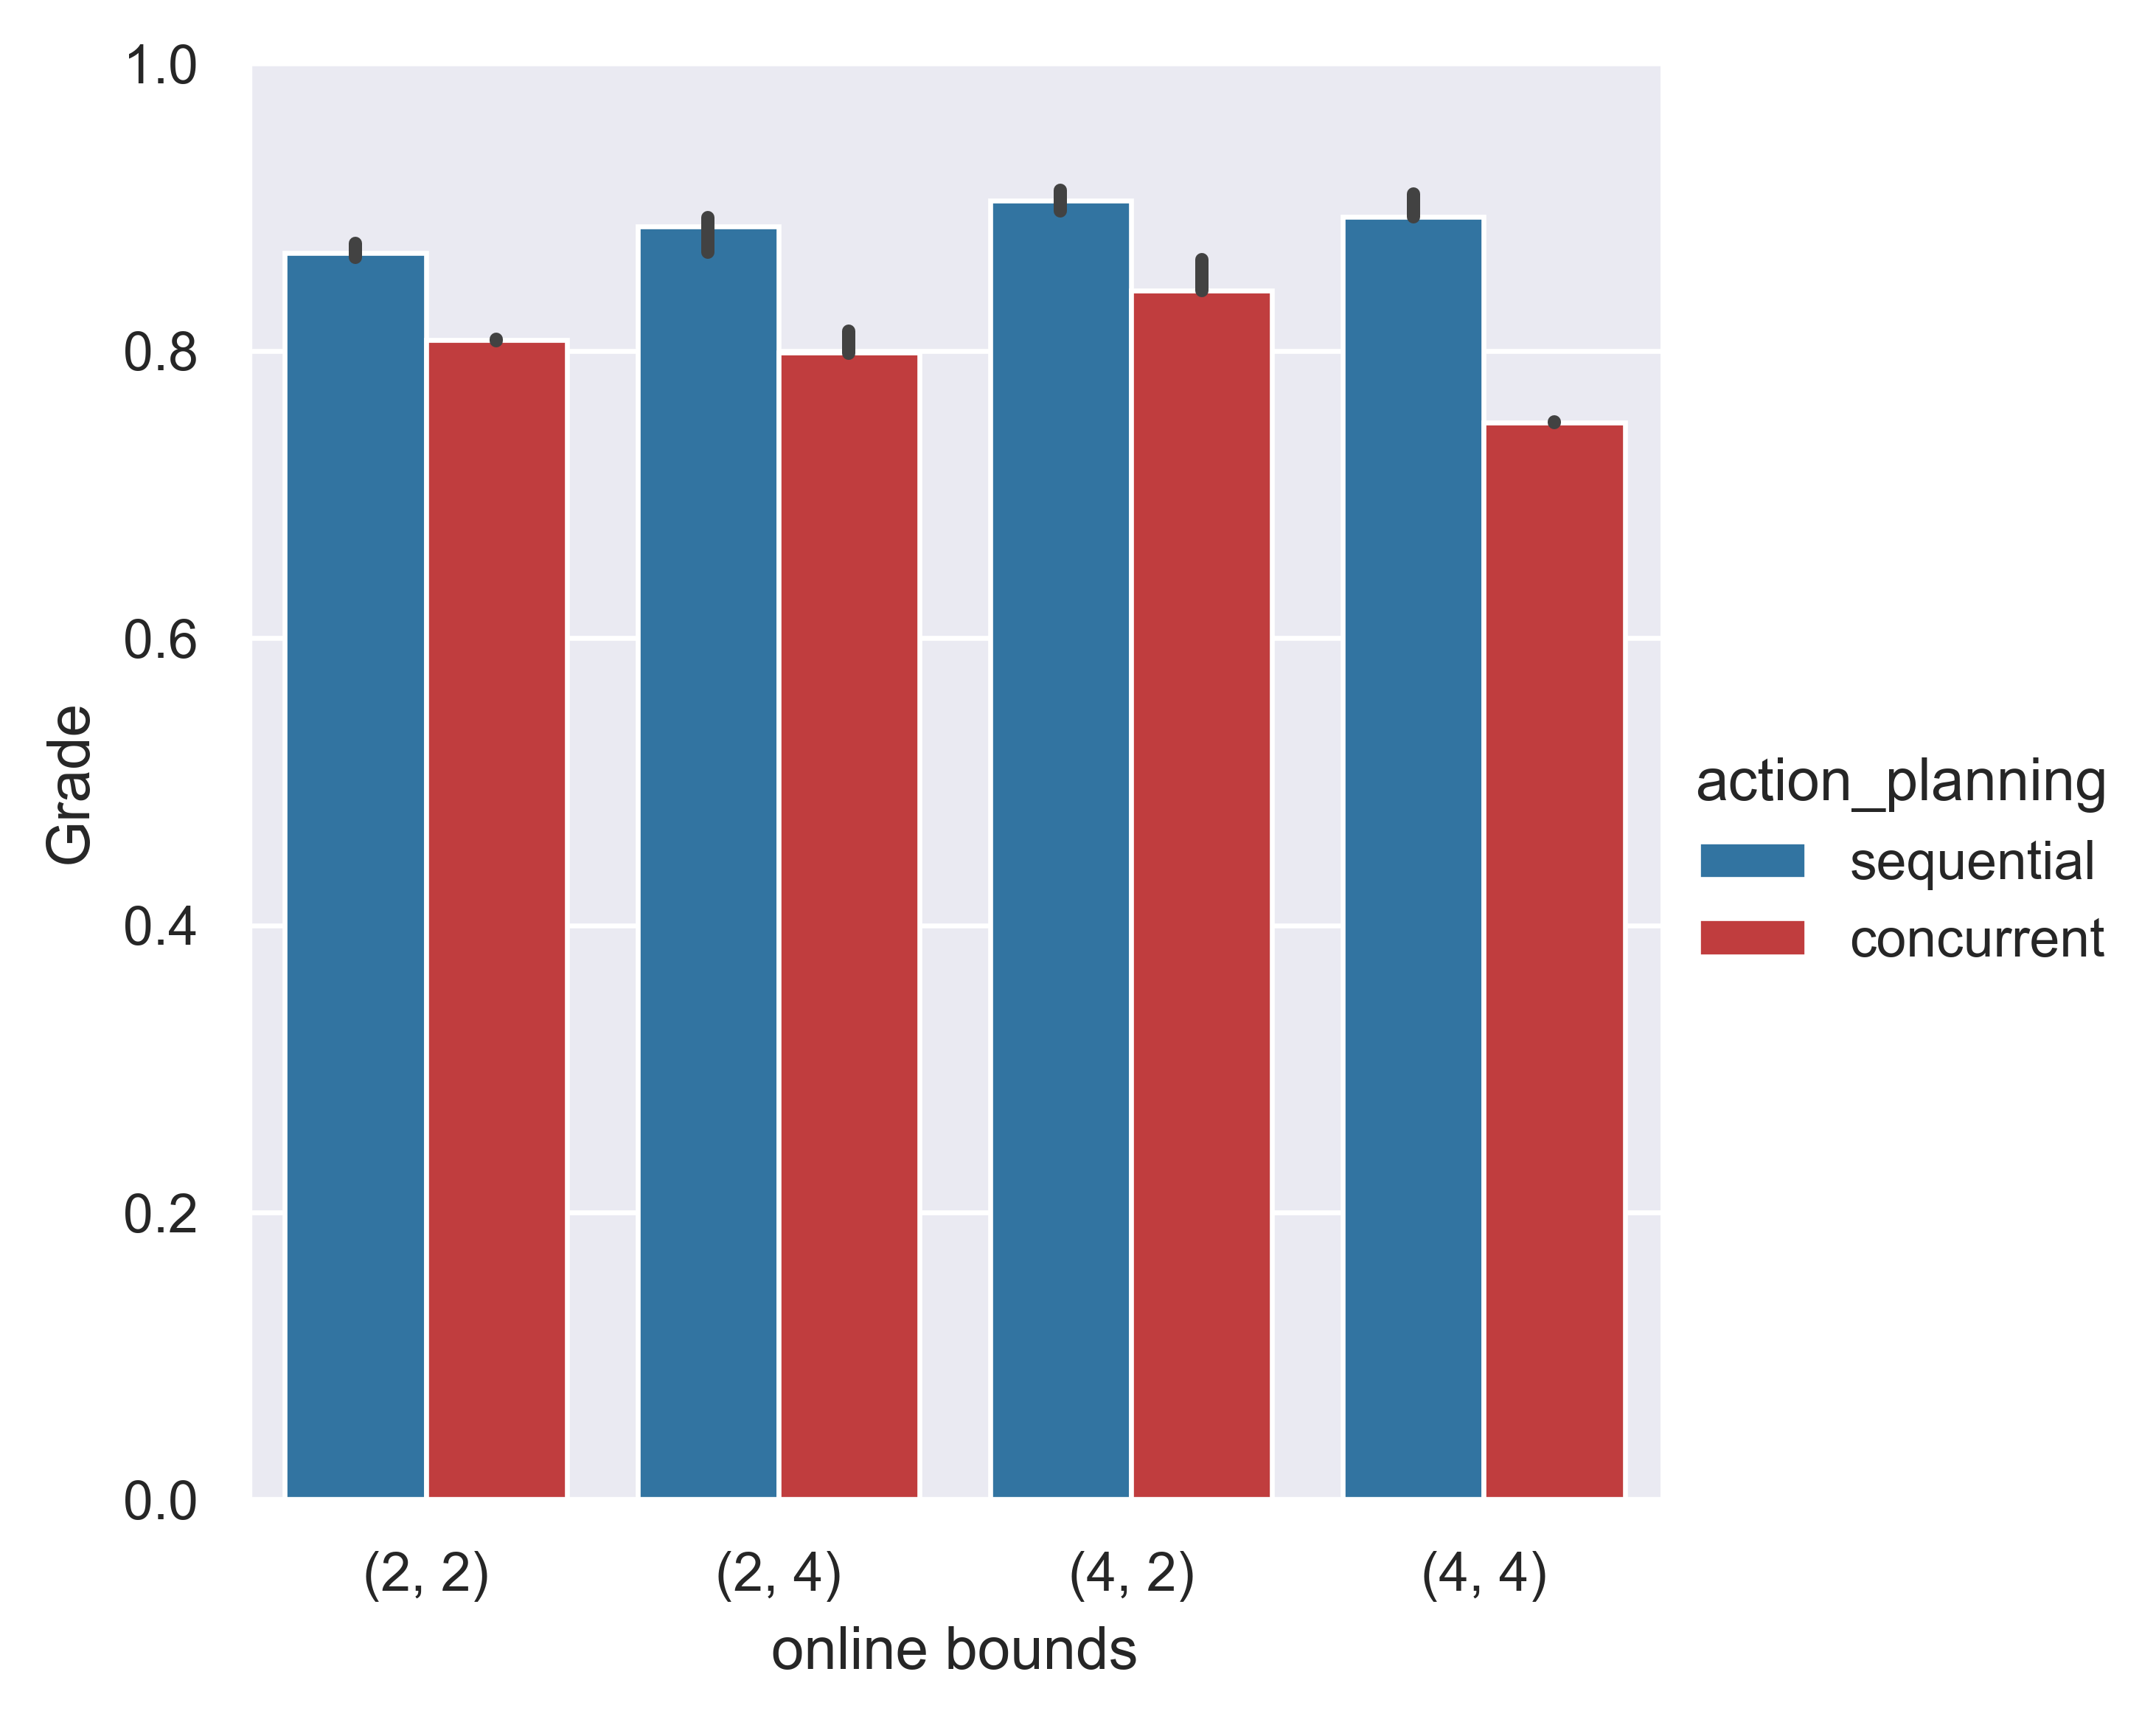 1.0
0.8
0.6
0.4
0.2
0.0
Grade
(2, 2)
(2, 4)
(4, 2)
(4, 4)
online bounds
action_planning
sequential
concurrent